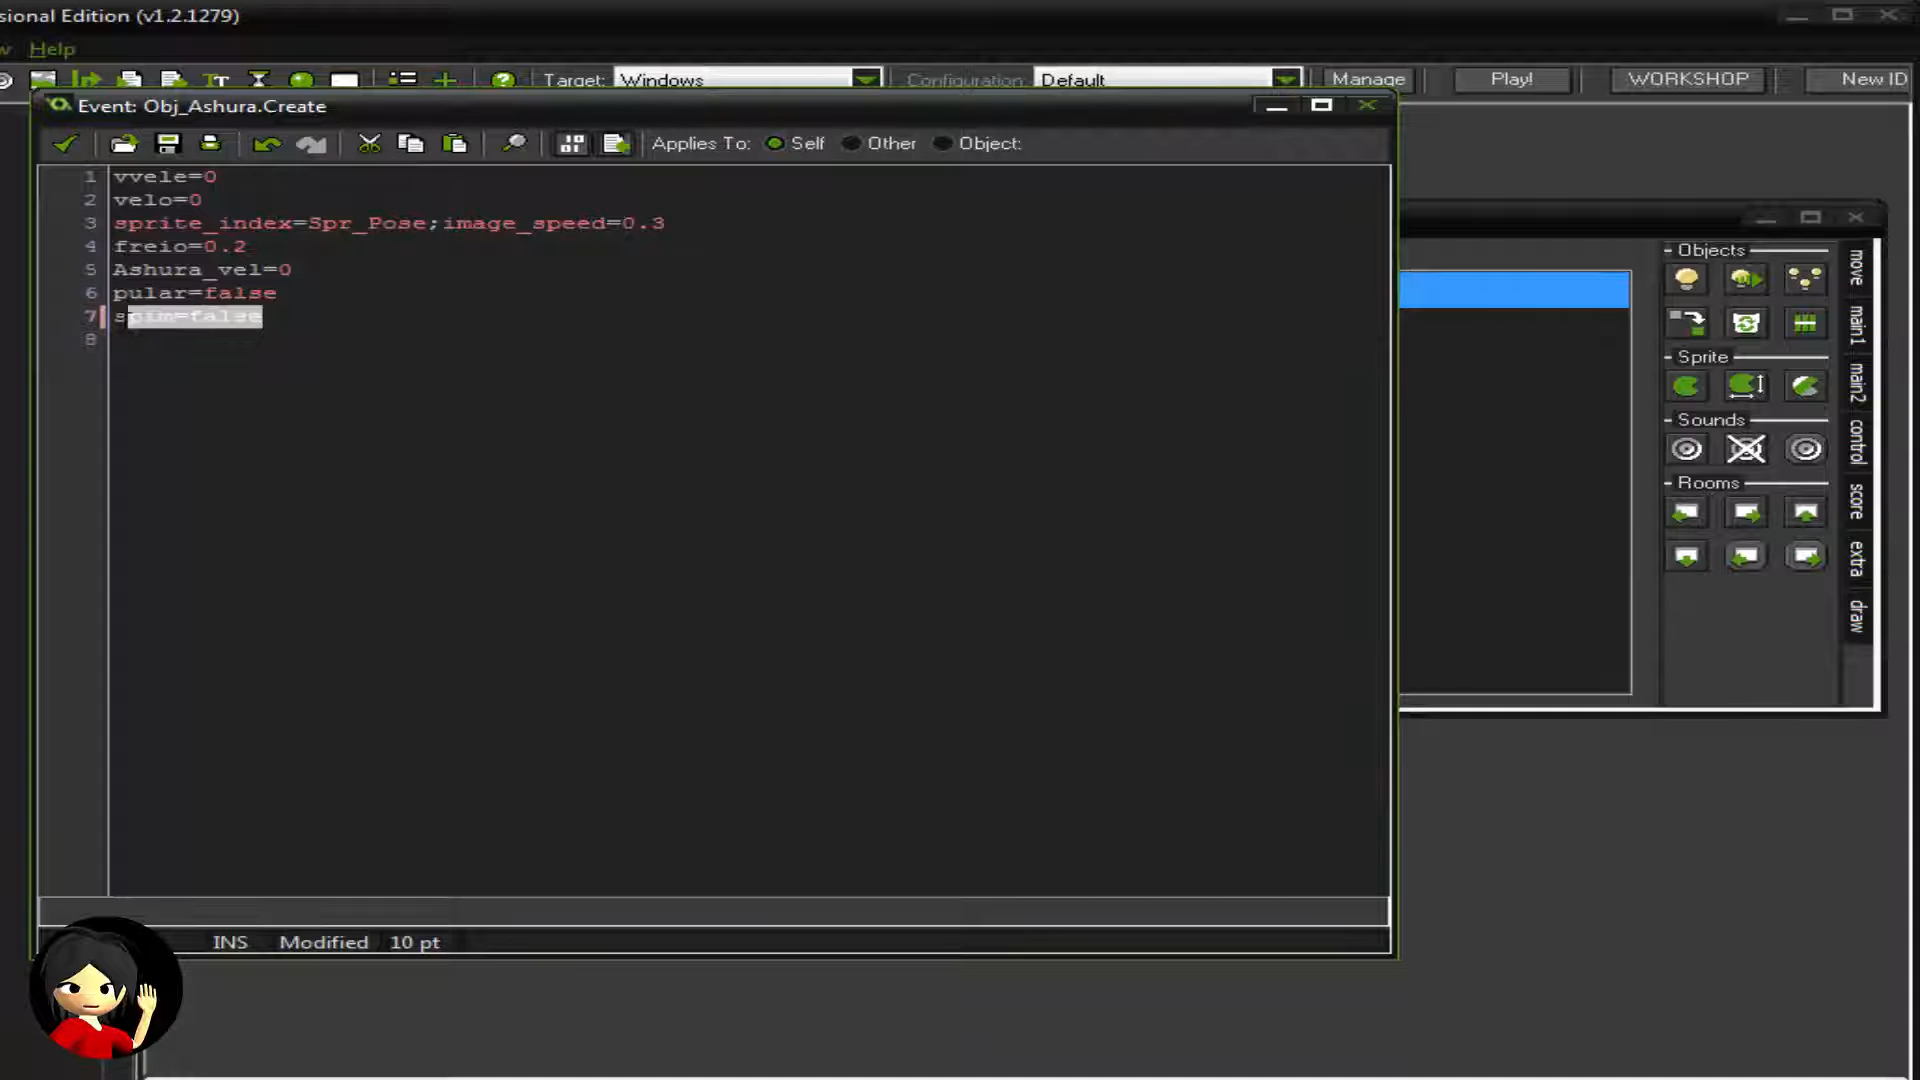 sional Edition (v1.2.1279)
w Help
Target: Windows Configuration: Default Manage Play! WORKSHOP New ID
Event: Obj_Ashura.Create
Applies To: Self Other Object:
1 vvele=0
2 velo=0
3 sprite_index=Spr_Pose;image_speed=0.3
4 freio=0.2
5 Ashura_vel=0
6 pular=false
7 spim=false
8
INS Modified 10 pt
Objects
Sprite
Sounds
Rooms
move
main1
main2
control
score
extra
draw